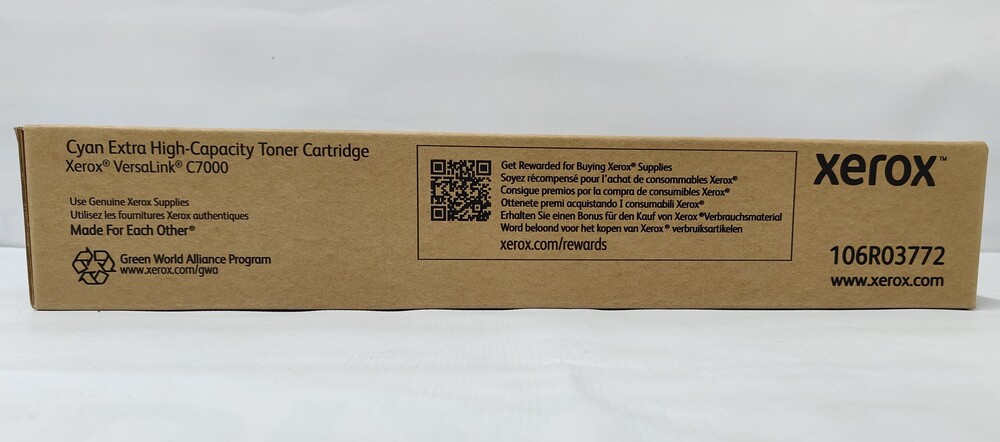 Cyan Extra High-Capacity Toner Cartridge
Xerox® VersaLink® C7000
Use Genuine Xerox Supplies
Utilisez les fournitures Xerox authentiques
Made For Each Other®
Green World Alliance Program
www.xerox.com/gwa
Get Rewarded for Buying Xerox® Supplies
Soyez récompensé pour l'achat de consommables Xerox®
Consigue premios por la compra de consumibles Xerox®
Ottenete premi acquistando I consumabili Xerox®
Erhalten Sie einen Bonus für den Kauf von Xerox ®Verbrauchsmaterial
Word beloond voor het kopen van Xerox ® verbruiksartikelen
xerox.com/rewards
xerox™
106R03772
www.xerox.com